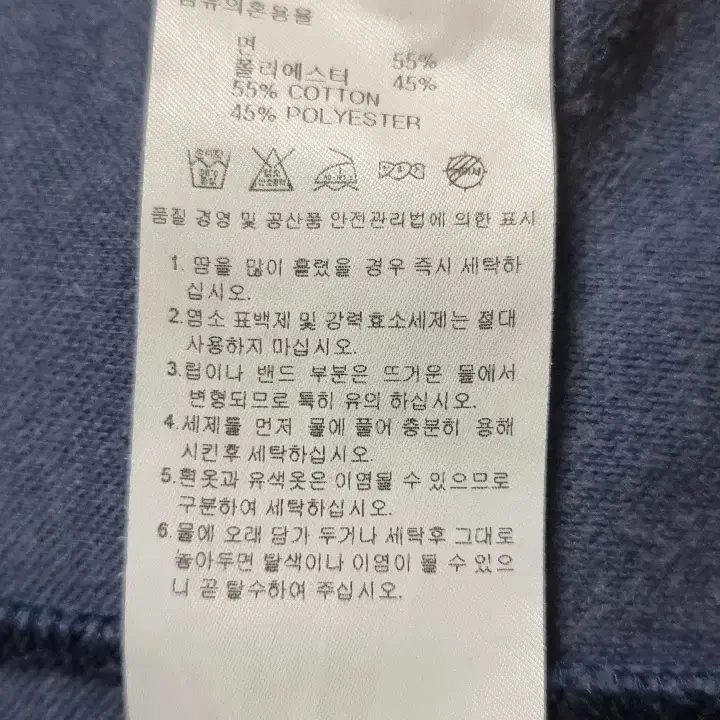 섬유의혼용율
면 55%
폴리에스터 45%
55% COTTON
45% POLYESTER
품질 경영 및 공산품 안전관리법에 의한 표시
1. 땀을 많이 흘렸을 경우 즉시 세탁하
십시오.
2.염소 표백제 및 강력효소세제는 절대
사용하지 마십시오.
3.립이나 밴드 부분은 뜨거운 물에서
변형되므로 특히 유의 하십시오.
4.세제를 먼저 물에 풀어 충분히 용해
시킨후 세탁하십시오.
5.흰옷과 유색옷은 이염될 수 있으므로
구분하여 세탁하십시오.
6.물에 오래 담가 두거나 세탁후 그대로
놓아두면 탈색이나 이염이 될 수 있으
니 곧 탈수하여 주십시오.